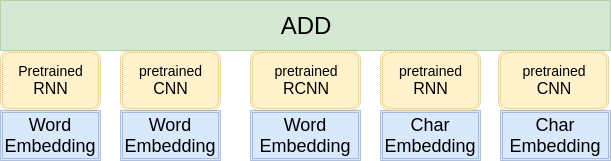 ADD
Pretrained
RNN
pretrained
CNN
pretrained
RCNN
pretrained
RNN
pretrained
CNN
Word
Embedding
Word
Embedding
Word
Embedding
Char
Embedding
Char
Embedding